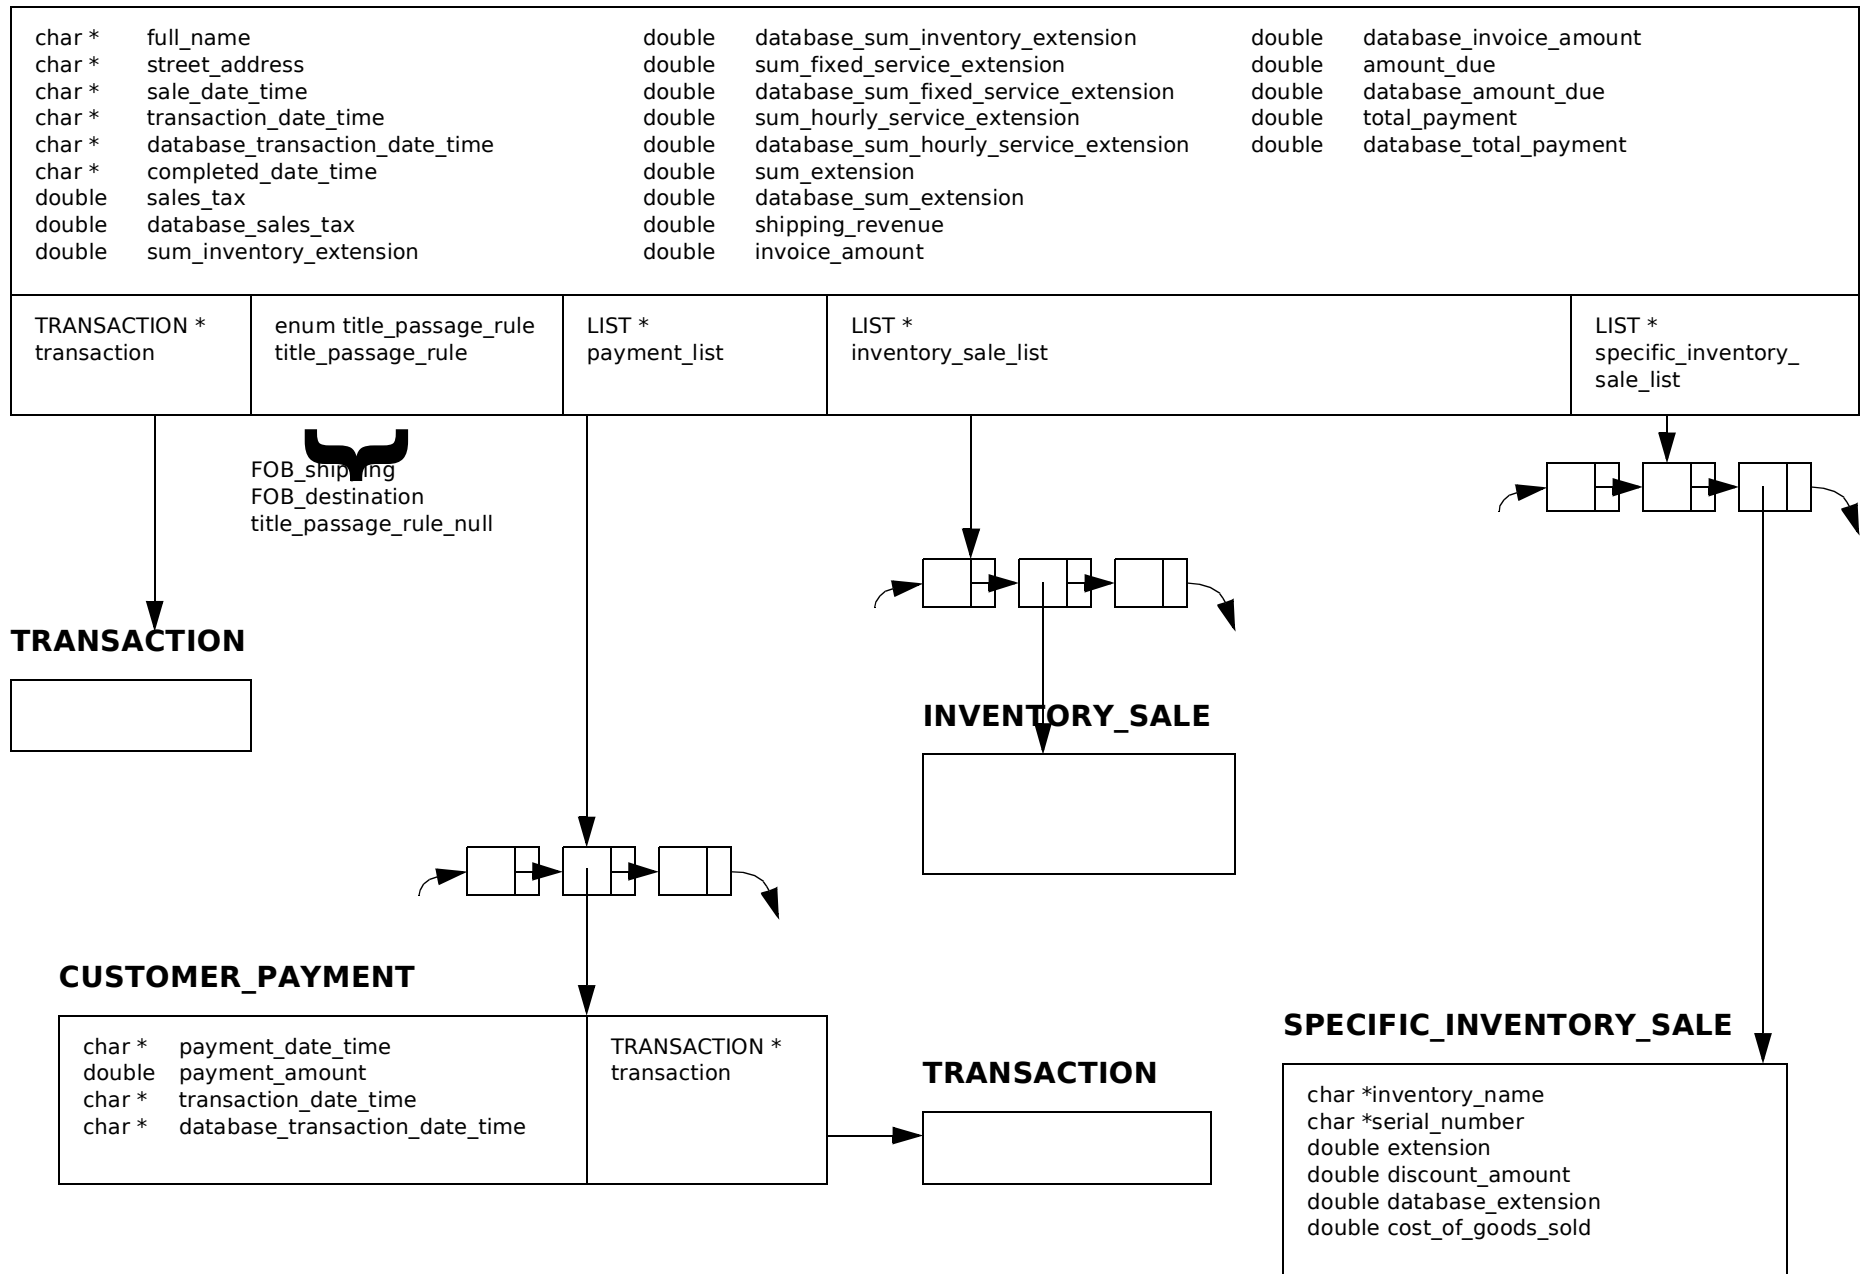 char * full_name
char * street_address
char * sale_date_time
char * transaction_date_time
char * database_transaction_date_time
char * completed_date_time
double sales_tax
double database_sales_tax
double sum_inventory_extension
double database_sum_inventory_extension
double sum_fixed_service_extension
double database_sum_fixed_service_extension
double sum_hourly_service_extension
double database_sum_hourly_service_extension
double sum_extension
double database_sum_extension
double shipping_revenue
double invoice_amount
double database_invoice_amount
double amount_due
double database_amount_due
double total_payment
double database_total_payment
TRANSACTION *
transaction
enum title_passage_rule
title_passage_rule
LIST *
payment_list
LIST *
inventory_sale_list
LIST *
specific_inventory_
sale_list
}
FOB_shipping
FOB_destination
title_passage_rule_null
TRANSACTION
INVENTORY_SALE
CUSTOMER_PAYMENT
char * payment_date_time
double payment_amount
char * transaction_date_time
char * database_transaction_date_time
TRANSACTION *
transaction
TRANSACTION
SPECIFIC_INVENTORY_SALE
char *inventory_name
char *serial_number
double extension
double discount_amount
double database_extension
double cost_of_goods_sold